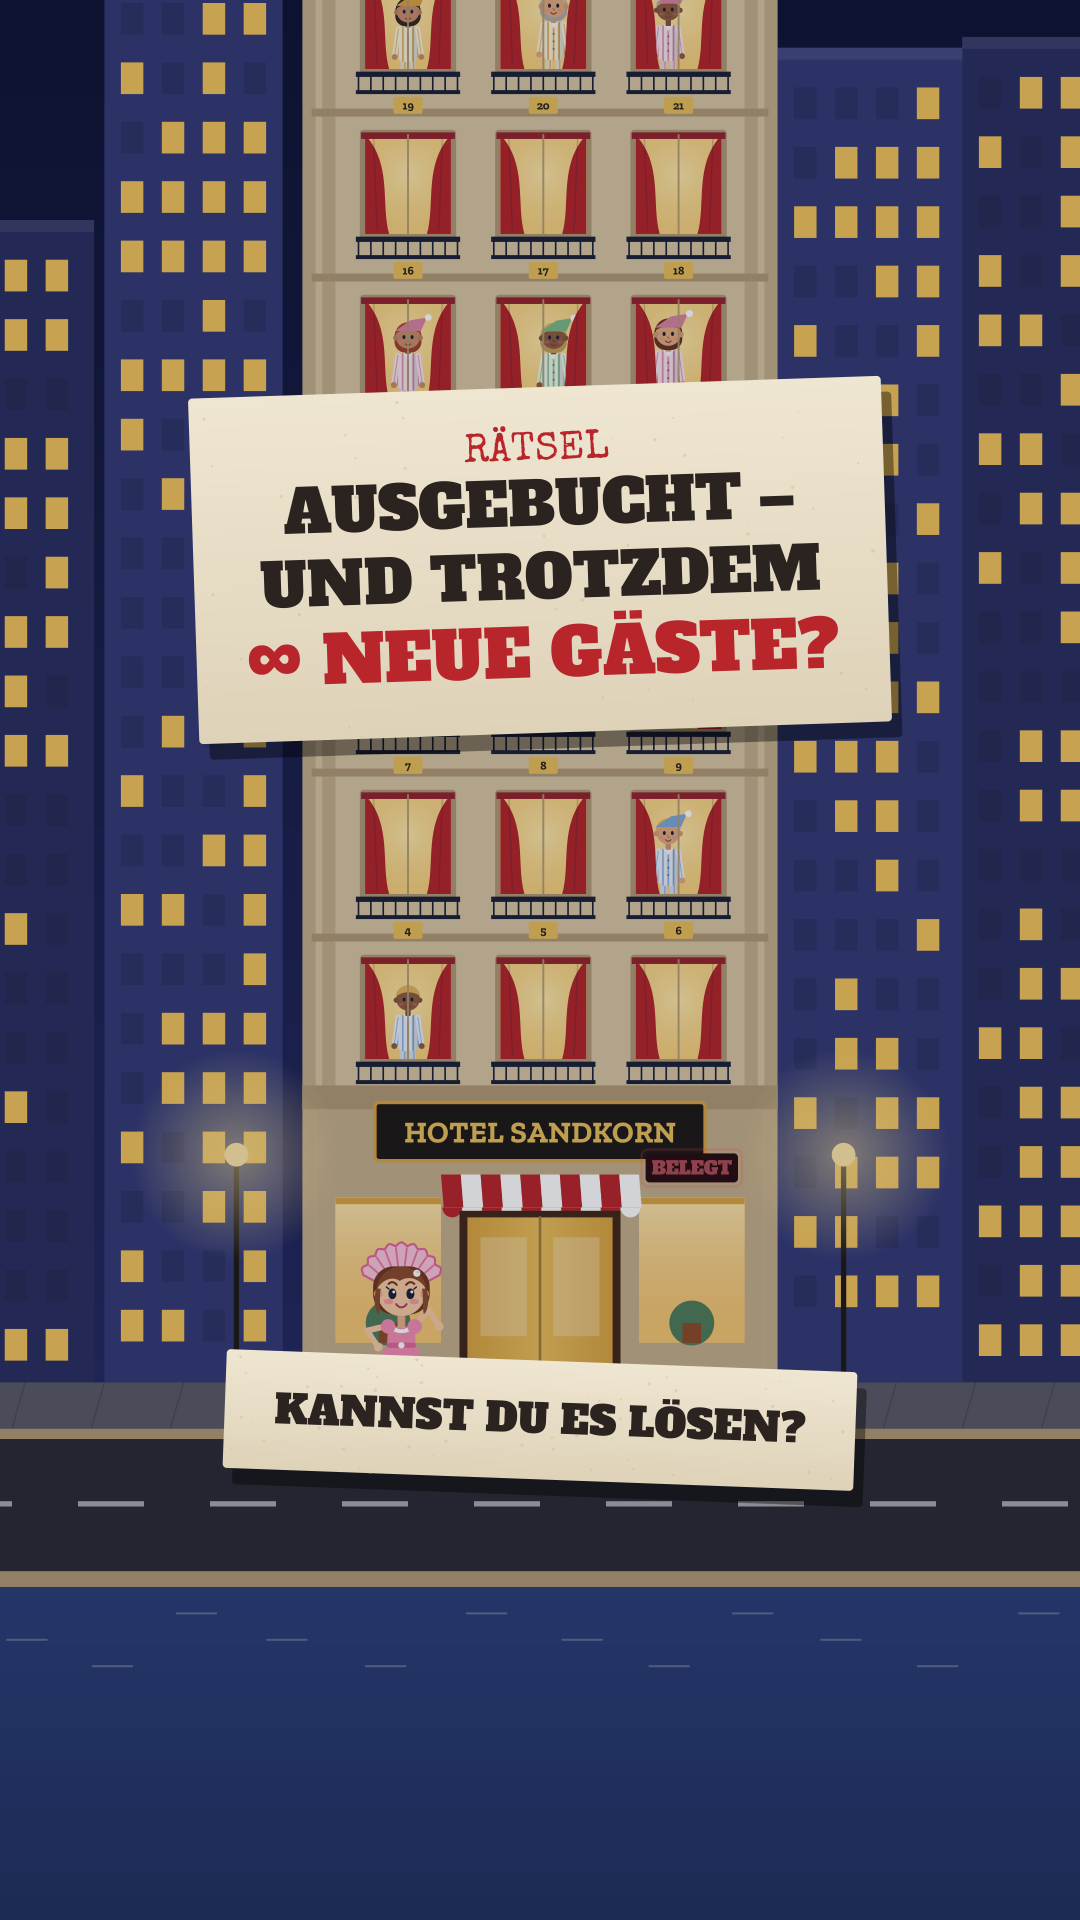 19 20 21
16 17 18
RÄTSEL
AUSGEBUCHT –
UND TROTZDEM
∞ NEUE GÄSTE?
7 8 9
4 5 6
HOTEL SANDKORN
BELEGT
KANNST DU ES LÖSEN?